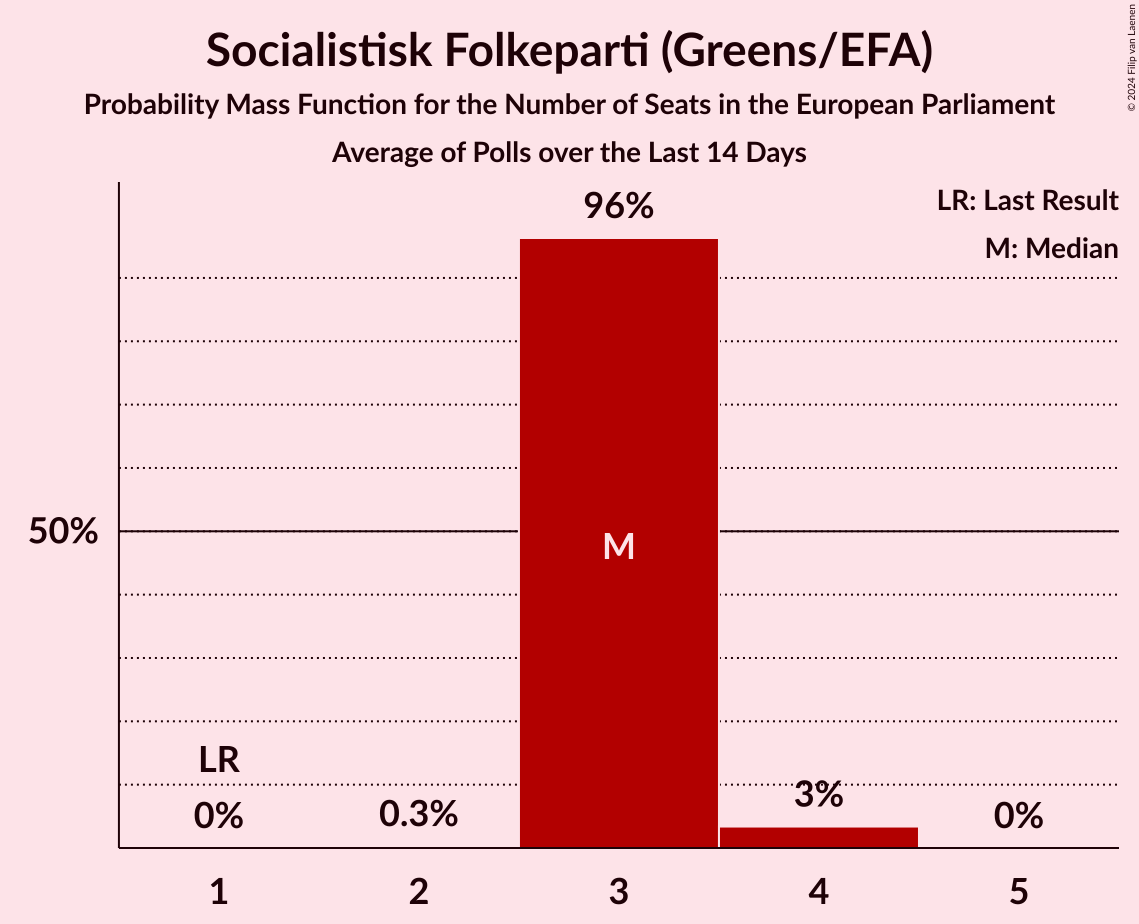 Socialistisk Folkeparti (Greens/EFA)
Probability Mass Function for the Number of Seats in the European Parliament
Average of Polls over the Last 14 Days
© 2024 Filip van Laenen
LR: Last Result
M: Median
96%
50%
M
LR
0%
0.3%
3%
0%
1 2 3 4 5